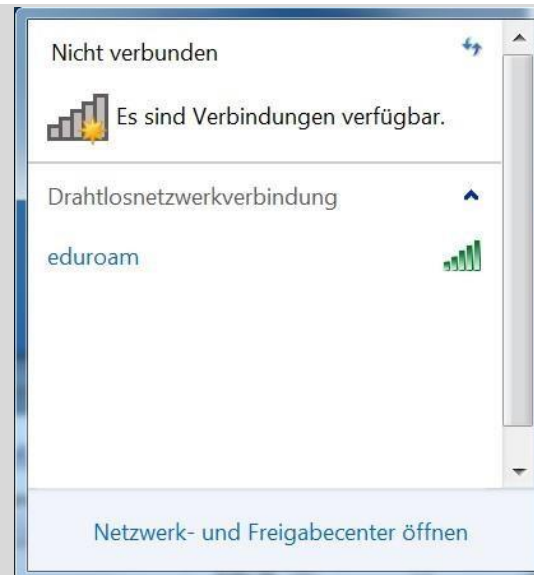 Nicht verbunden
Es sind Verbindungen verfügbar.
Drahtlosnetzwerkverbindung
eduroam
Netzwerk- und Freigabecenter öffnen